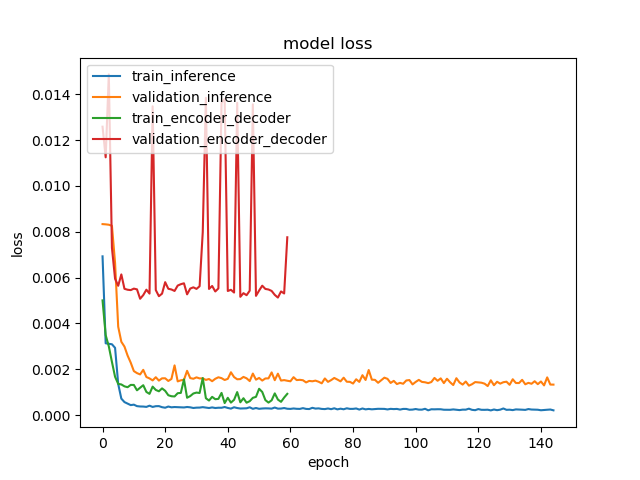 model loss
train_inference
validation_inference
train_encoder_decoder
validation_encoder_decoder
0.014
0.012
0.010
0.008
0.006
0.004
0.002
0.000
loss
0 20 40 60 80 100 120 140
epoch